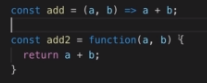 const add = (a, b) => a + b;
const add2 = function(a, b) {
return a + b;
}